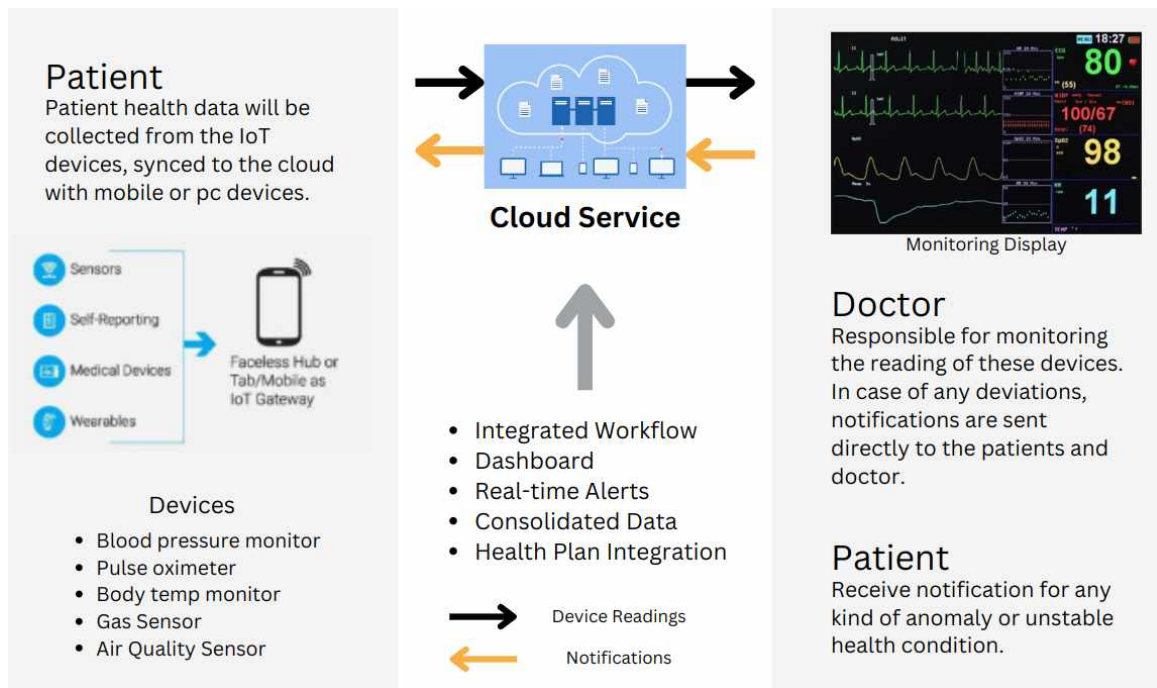 Patient
Patient health data will be
collected from the IoT
devices, synced to the cloud
with mobile or pc devices.
Sensors
Self-Reporting
Medical Devices
Wearables
Faceless Hub or
Tab/Mobile as
IoT Gateway
Devices
• Blood pressure monitor
• Pulse oximeter
• Body temp monitor
• Gas Sensor
• Air Quality Sensor
Cloud Service
• Integrated Workflow
• Dashboard
• Real-time Alerts
• Consolidated Data
• Health Plan Integration
Device Readings
Notifications
18:27
80
(55)
100/67
(74)
98
11
Monitoring Display
Doctor
Responsible for monitoring
the reading of these devices.
In case of any deviations,
notifications are sent
directly to the patients and
doctor.
Patient
Receive notification for any
kind of anomaly or unstable
health condition.